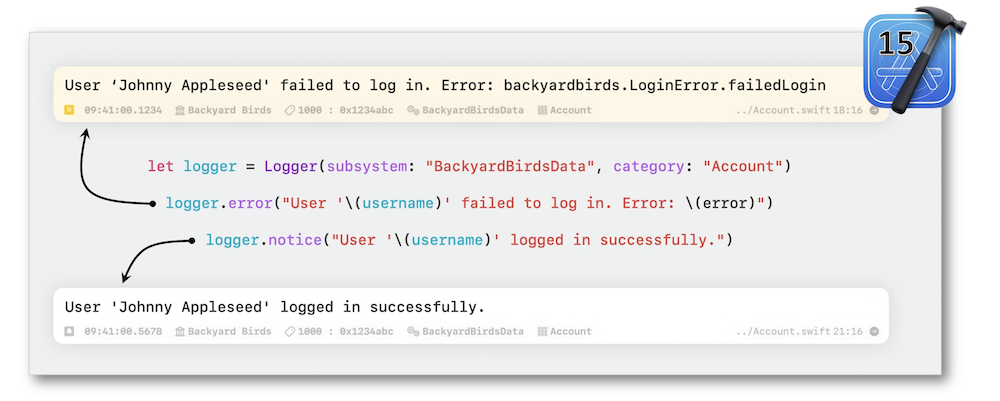 15
User ‘Johnny Appleseed' failed to log in. Error: backyardbirds.LoginError.failedLogin
09:41:00.1234 Backyard Birds 1000 : 0x1234abc BackyardBirdsData Account ../Account.swift 18:16
let logger = Logger(subsystem: "BackyardBirdsData", category: "Account")
logger.error("User '\(username)' failed to log in. Error: \(error)")
logger.notice("User '\(username)' logged in successfully.")
User 'Johnny Appleseed' logged in successfully.
09:41:00.5678 Backyard Birds 1000 : 0x1234abc BackyardBirdsData Account ../Account.swift 21:16